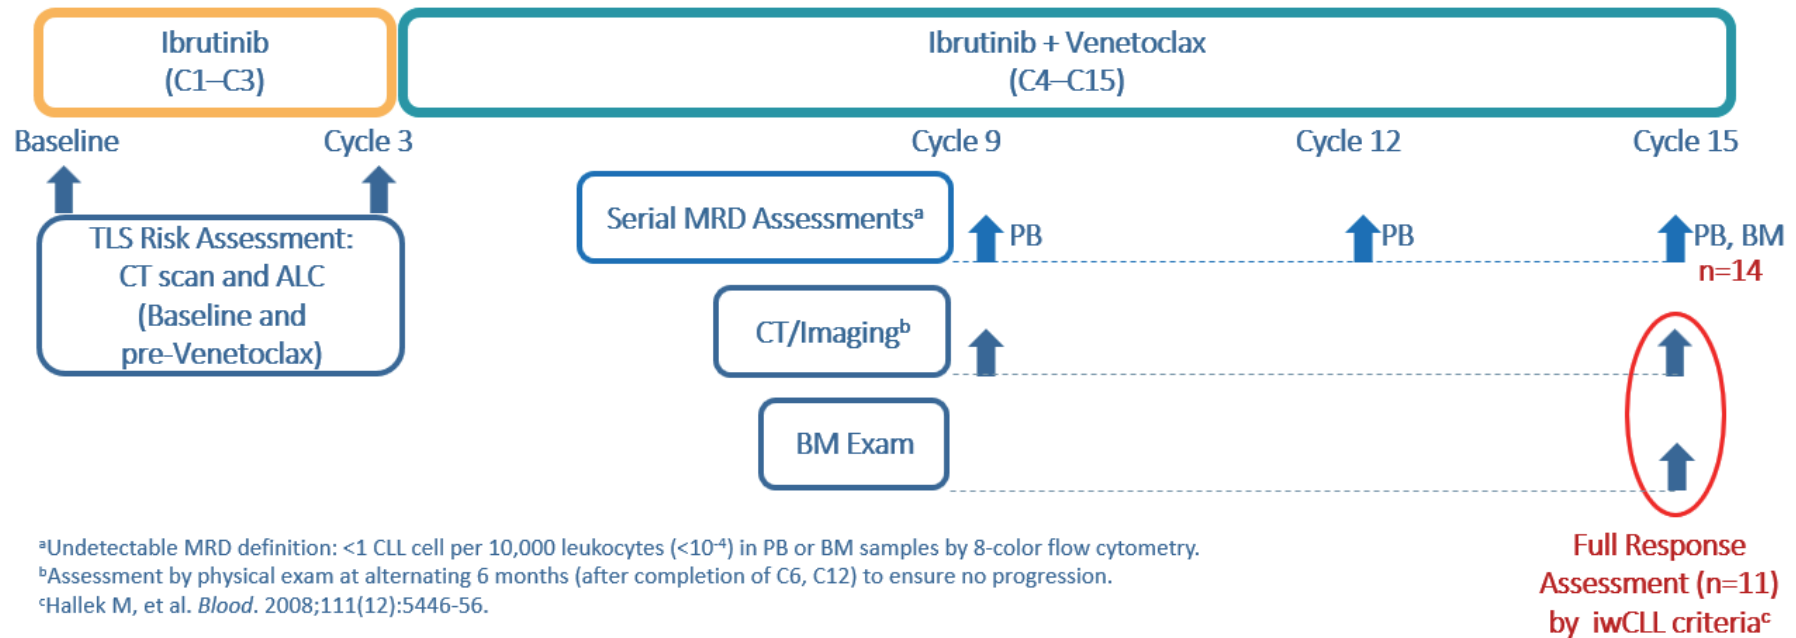 Ibrutinib
(C1–C3)
Ibrutinib + Venetoclax
(C4–C15)
Baseline
Cycle 3
Cycle 9
Cycle 12
Cycle 15
TLS Risk Assessment:
CT scan and ALC
(Baseline and
pre-Venetoclax)
Serial MRD Assessmentsᵃ
PB
PB
PB, BM
n=14
CT/Imagingᵇ
BM Exam
Full Response
Assessment (n=11)
by iwCLL criteriaᶜ
ᵃUndetectable MRD definition: <1 CLL cell per 10,000 leukocytes (<10⁻⁴) in PB or BM samples by 8-color flow cytometry.
ᵇAssessment by physical exam at alternating 6 months (after completion of C6, C12) to ensure no progression.
ᶜHallek M, et al. Blood. 2008;111(12):5446-56.